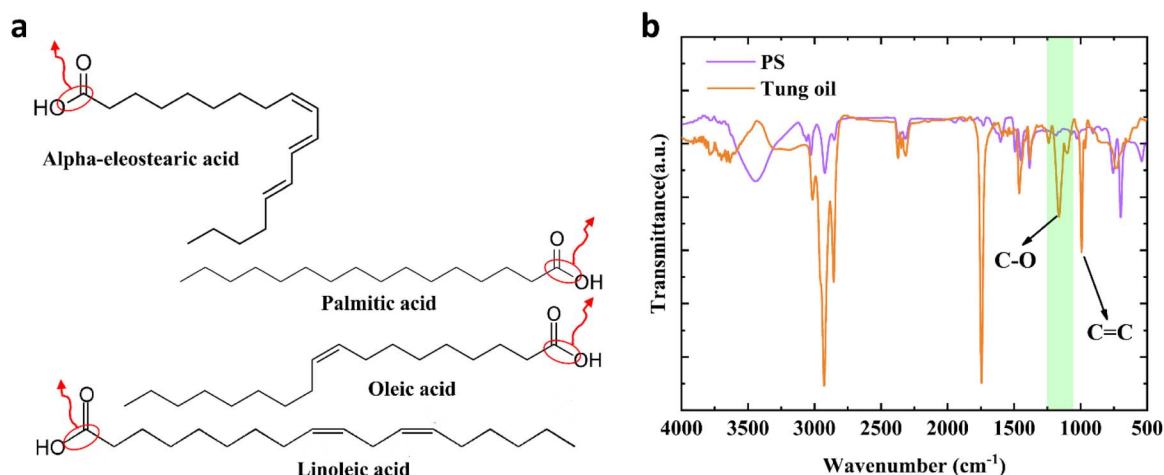 a
O
HO
Alpha-eleostearic acid
O
OH
Palmitic acid
O
OH
Oleic acid
O
HO
Linoleic acid
b
PS
Tung oil
Transmittance(a.u.)
C-O
C=C
4000 3500 3000 2500 2000 1500 1000 500
Wavenumber (cm⁻¹)